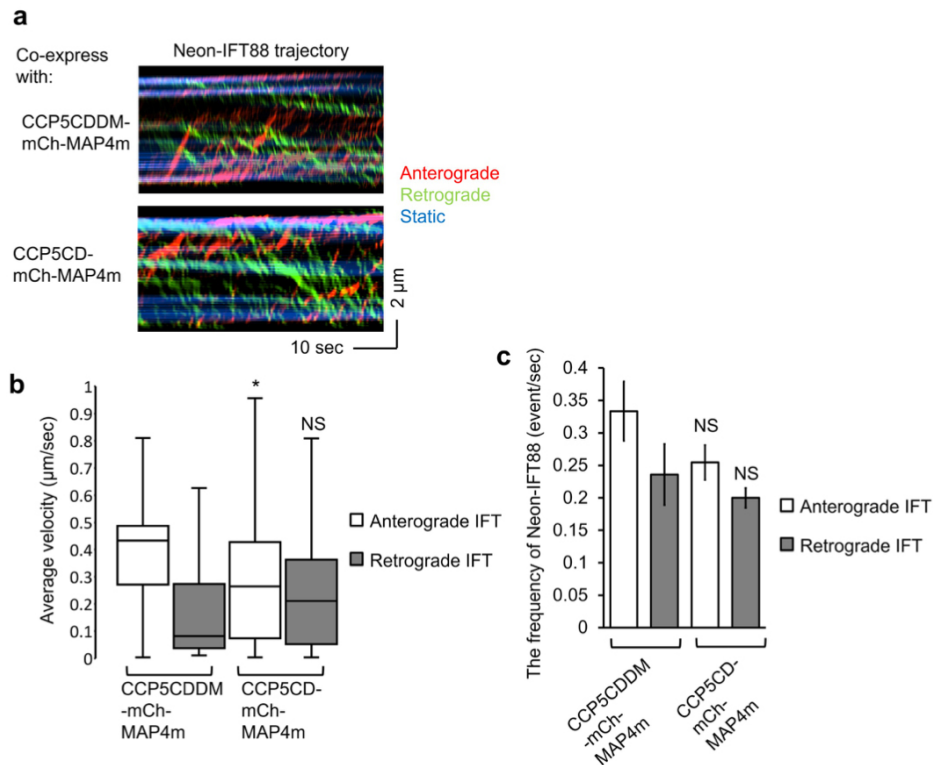 a
Co-express
with:
Neon-IFT88 trajectory
CCP5CDDM-
mCh-MAP4m
Anterograde
Retrograde
Static
CCP5CD-
mCh-MAP4m
2 µm
10 sec
b
Average velocity (µm/sec)
1
0.9
0.8
0.7
0.6
0.5
0.4
0.3
0.2
0.1
0
*
NS
Anterograde IFT
Retrograde IFT
CCP5CDDM
-mCh-
MAP4m
CCP5CD-
mCh-
MAP4m
c
The frequency of Neon-IFT88 (event/sec)
0.4
0.35
0.3
0.25
0.2
0.15
0.1
0.05
0
NS
NS
Anterograde IFT
Retrograde IFT
CCP5CDDM
-mCh-
MAP4m
CCP5CD-
mCh-
MAP4m